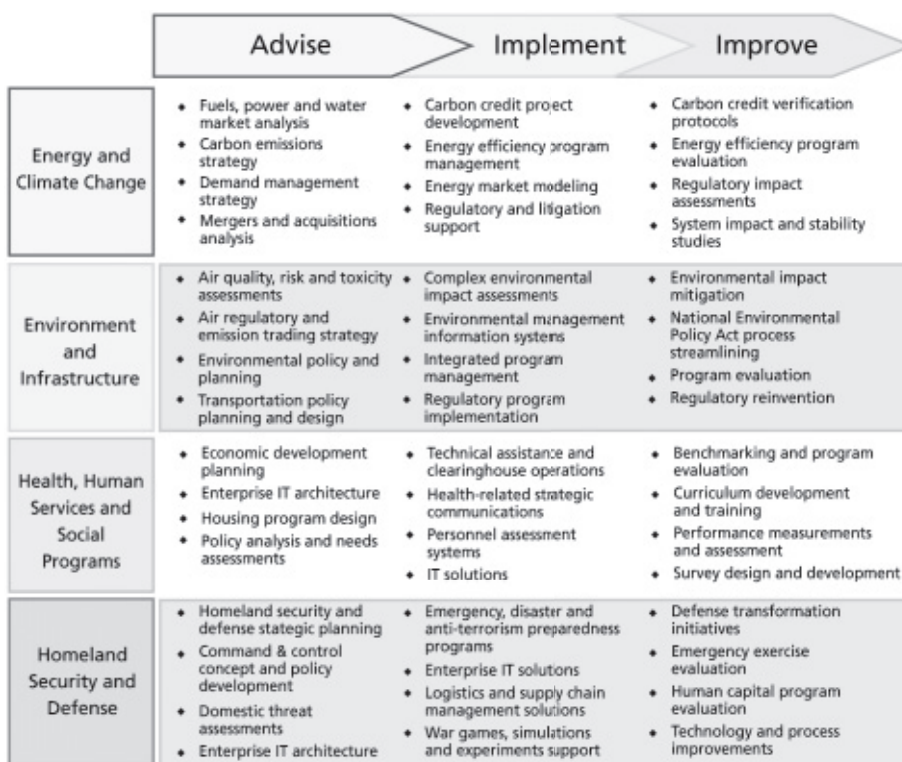 Advise
Implement
Improve
Energy and
Climate Change
◆ Fuels, power and water
market analysis
◆ Carbon emissions
strategy
◆ Demand management
strategy
◆ Mergers and acquisitions
analysis
◆ Carbon credit project
development
◆ Energy efficiency program
management
◆ Energy market modeling
◆ Regulatory and litigation
support
◆ Carbon credit verification
protocols
◆ Energy efficiency program
evaluation
◆ Regulatory impact
assessments
◆ System impact and stability
studies
Environment
and
Infrastructure
◆ Air quality, risk and toxicity
assessments
◆ Air regulatory and
emission trading strategy
◆ Environmental policy and
planning
◆ Transportation policy
planning and design
◆ Complex environmental
impact assessments
◆ Environmental management
information systems
◆ Integrated program
management
◆ Regulatory program
implementation
◆ Environmental impact
mitigation
◆ National Environmental
Policy Act process
streamlining
◆ Program evaluation
◆ Regulatory reinvention
Health, Human
Services and
Social
Programs
◆ Economic development
planning
◆ Enterprise IT architecture
◆ Housing program design
◆ Policy analysis and needs
assessments
◆ Technical assistance and
clearinghouse operations
◆ Health-related strategic
communications
◆ Personnel assessment
systems
◆ IT solutions
◆ Benchmarking and program
evaluation
◆ Curriculum development
and training
◆ Performance measurements
and assessment
◆ Survey design and development
Homeland
Security and
Defense
◆ Homeland security and
defense stategic planning
◆ Command & control
concept and policy
development
◆ Domestic threat
assessments
◆ Enterprise IT architecture
◆ Emergency, disaster and
anti-terrorism preparedness
programs
◆ Enterprise IT solutions
◆ Logistics and supply chain
management solutions
◆ War games, simulations
and experiments support
◆ Defense transformation
initiatives
◆ Emergency exercise
evaluation
◆ Human capital program
evaluation
◆ Technology and process
improvements